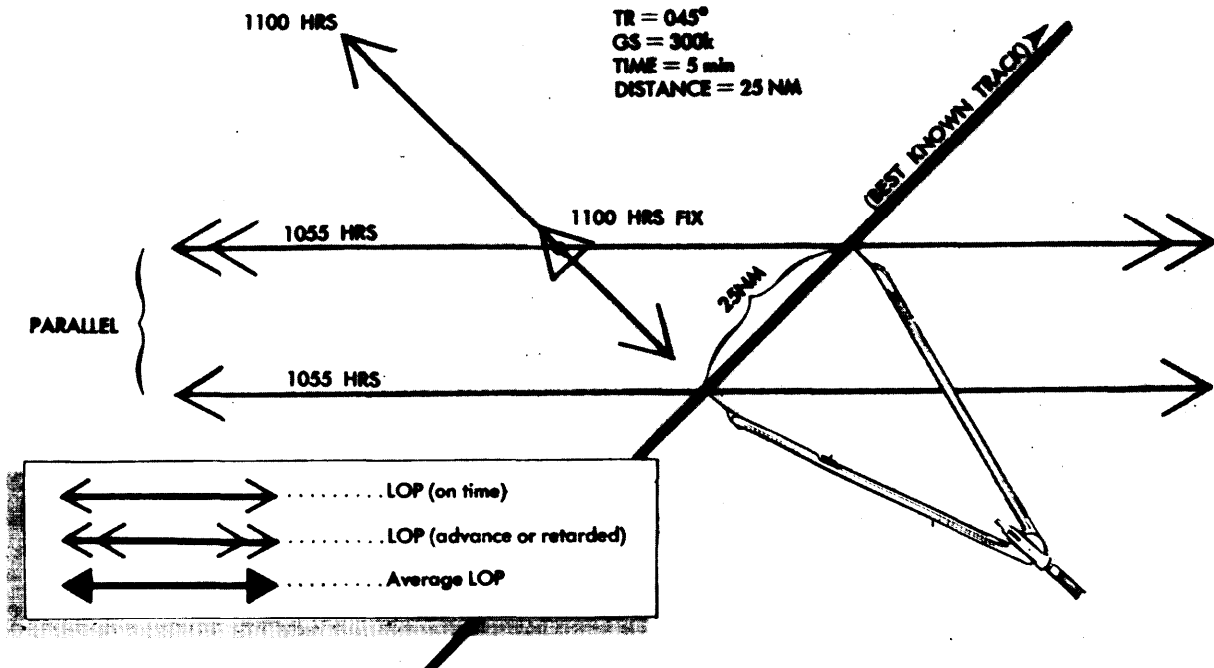 1100 HRS
TR = 045°
GS = 300k
TIME = 5 min
DISTANCE = 25 NM
(BEST KNOWN TRACK)
1100 HRS FIX
1055 HRS
25NM
PARALLEL
1055 HRS
..........LOP (on time)
..........LOP (advance or retarded)
..........Average LOP